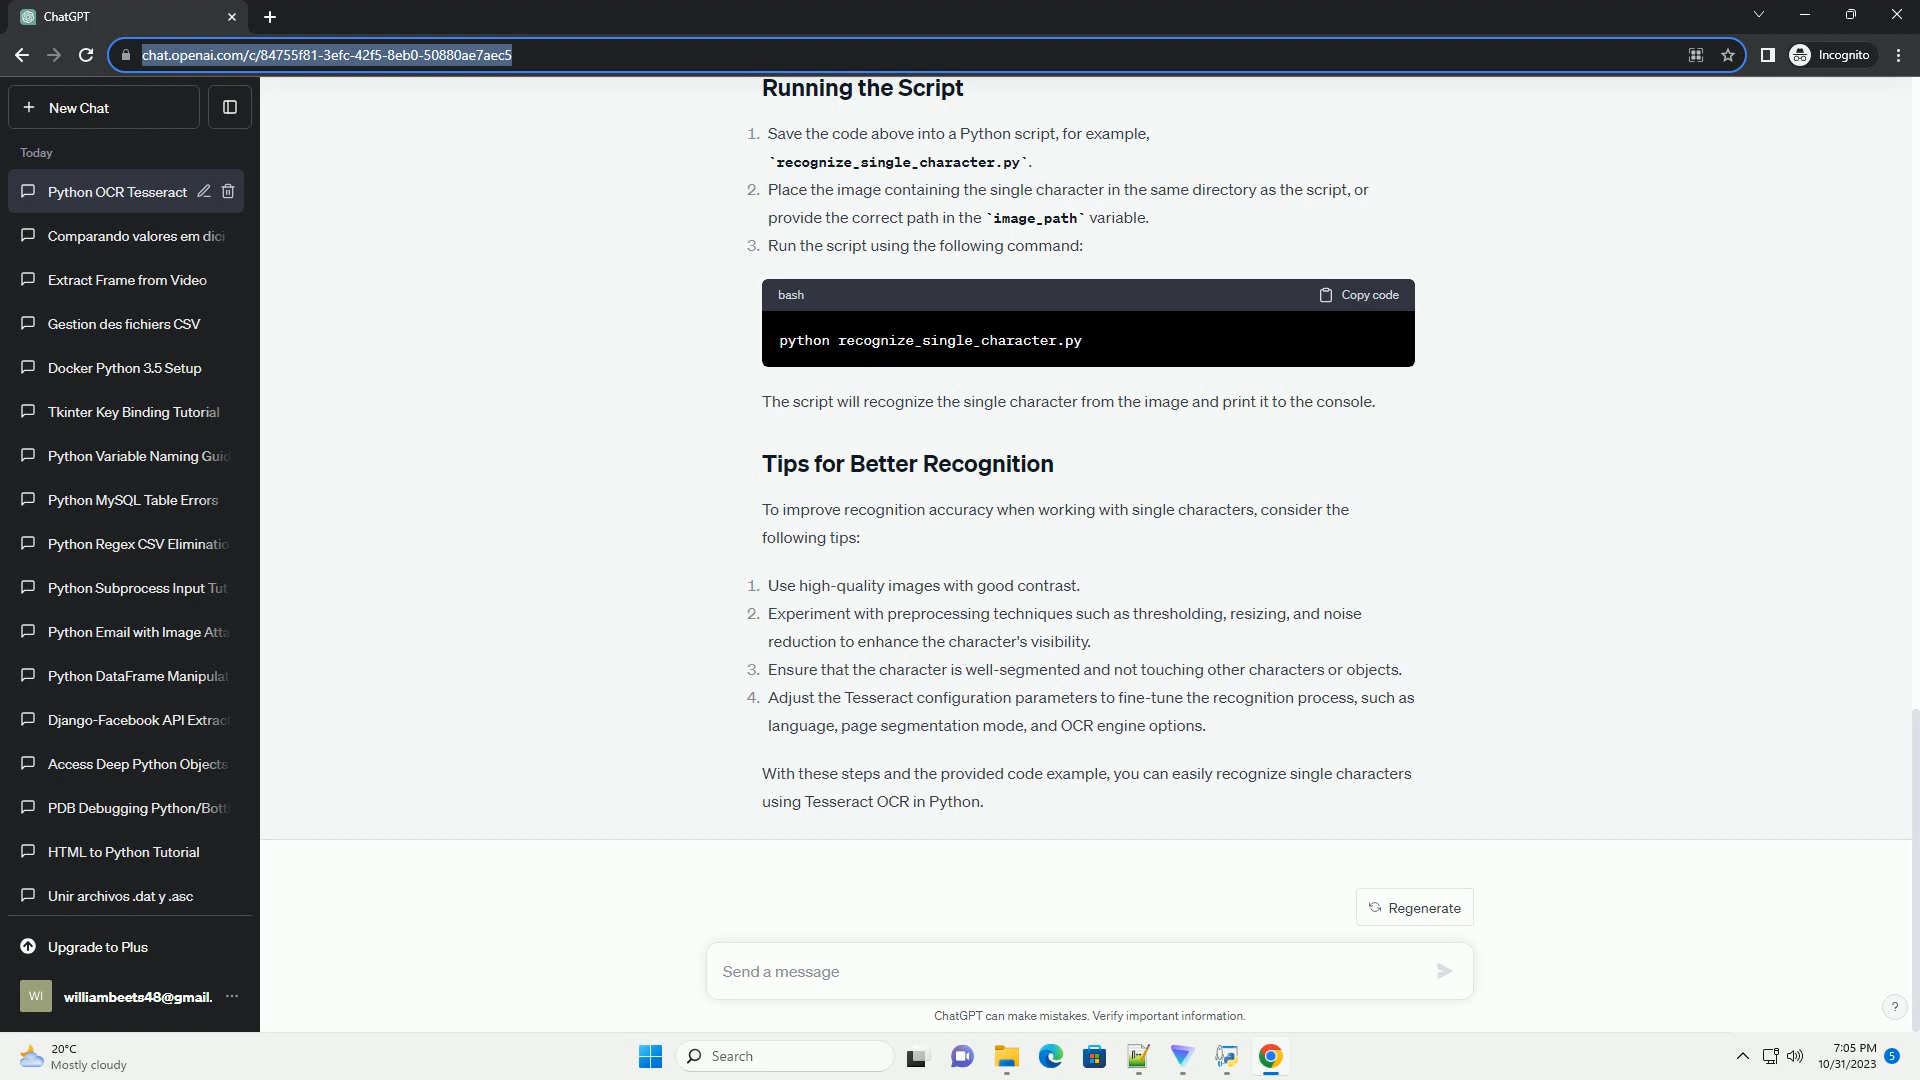 ChatGPT
chat.openai.com/c/84755f81-3efc-42f5-8eb0-50880ae7aec5
Incognito
New Chat
Today
Python OCR Tesseract
Comparando valores em dici
Extract Frame from Video
Gestion des fichiers CSV
Docker Python 3.5 Setup
Tkinter Key Binding Tutorial
Python Variable Naming Guid
Python MySQL Table Errors
Python Regex CSV Eliminatio
Python Subprocess Input Tut
Python Email with Image Atta
Python DataFrame Manipulat
Django-Facebook API Extract
Access Deep Python Objects
PDB Debugging Python/Bottl
HTML to Python Tutorial
Unir archivos .dat y .asc
Upgrade to Plus
WI
williambeets48@gmail.
Running the Script
1. Save the code above into a Python script, for example,
`recognize_single_character.py`.
2. Place the image containing the single character in the same directory as the script, or
provide the correct path in the `image_path` variable.
3. Run the script using the following command:
bash
Copy code
python recognize_single_character.py
The script will recognize the single character from the image and print it to the console.
Tips for Better Recognition
To improve recognition accuracy when working with single characters, consider the
following tips:
1. Use high-quality images with good contrast.
2. Experiment with preprocessing techniques such as thresholding, resizing, and noise
reduction to enhance the character's visibility.
3. Ensure that the character is well-segmented and not touching other characters or objects.
4. Adjust the Tesseract configuration parameters to fine-tune the recognition process, such as
language, page segmentation mode, and OCR engine options.
With these steps and the provided code example, you can easily recognize single characters
using Tesseract OCR in Python.
Regenerate
Send a message
ChatGPT can make mistakes. Verify important information.
?
20°C
Mostly cloudy
Search
7:05 PM
10/31/2023
5